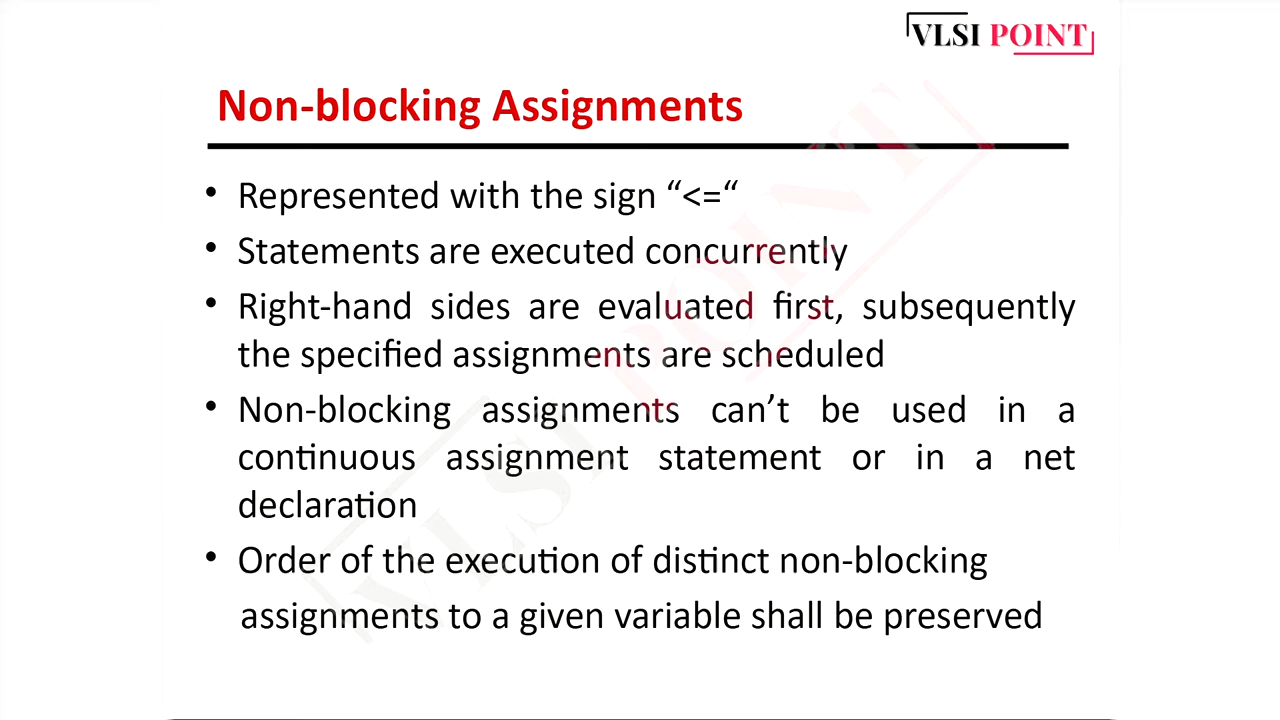 VLSI POINT
Non-blocking Assignments
• Represented with the sign “<=“
• Statements are executed concurrently
• Right-hand sides are evaluated first, subsequently
the specified assignments are scheduled
• Non-blocking assignments can’t be used in a
continuous assignment statement or in a net
declaration
• Order of the execution of distinct non-blocking
assignments to a given variable shall be preserved
VLSI POINT